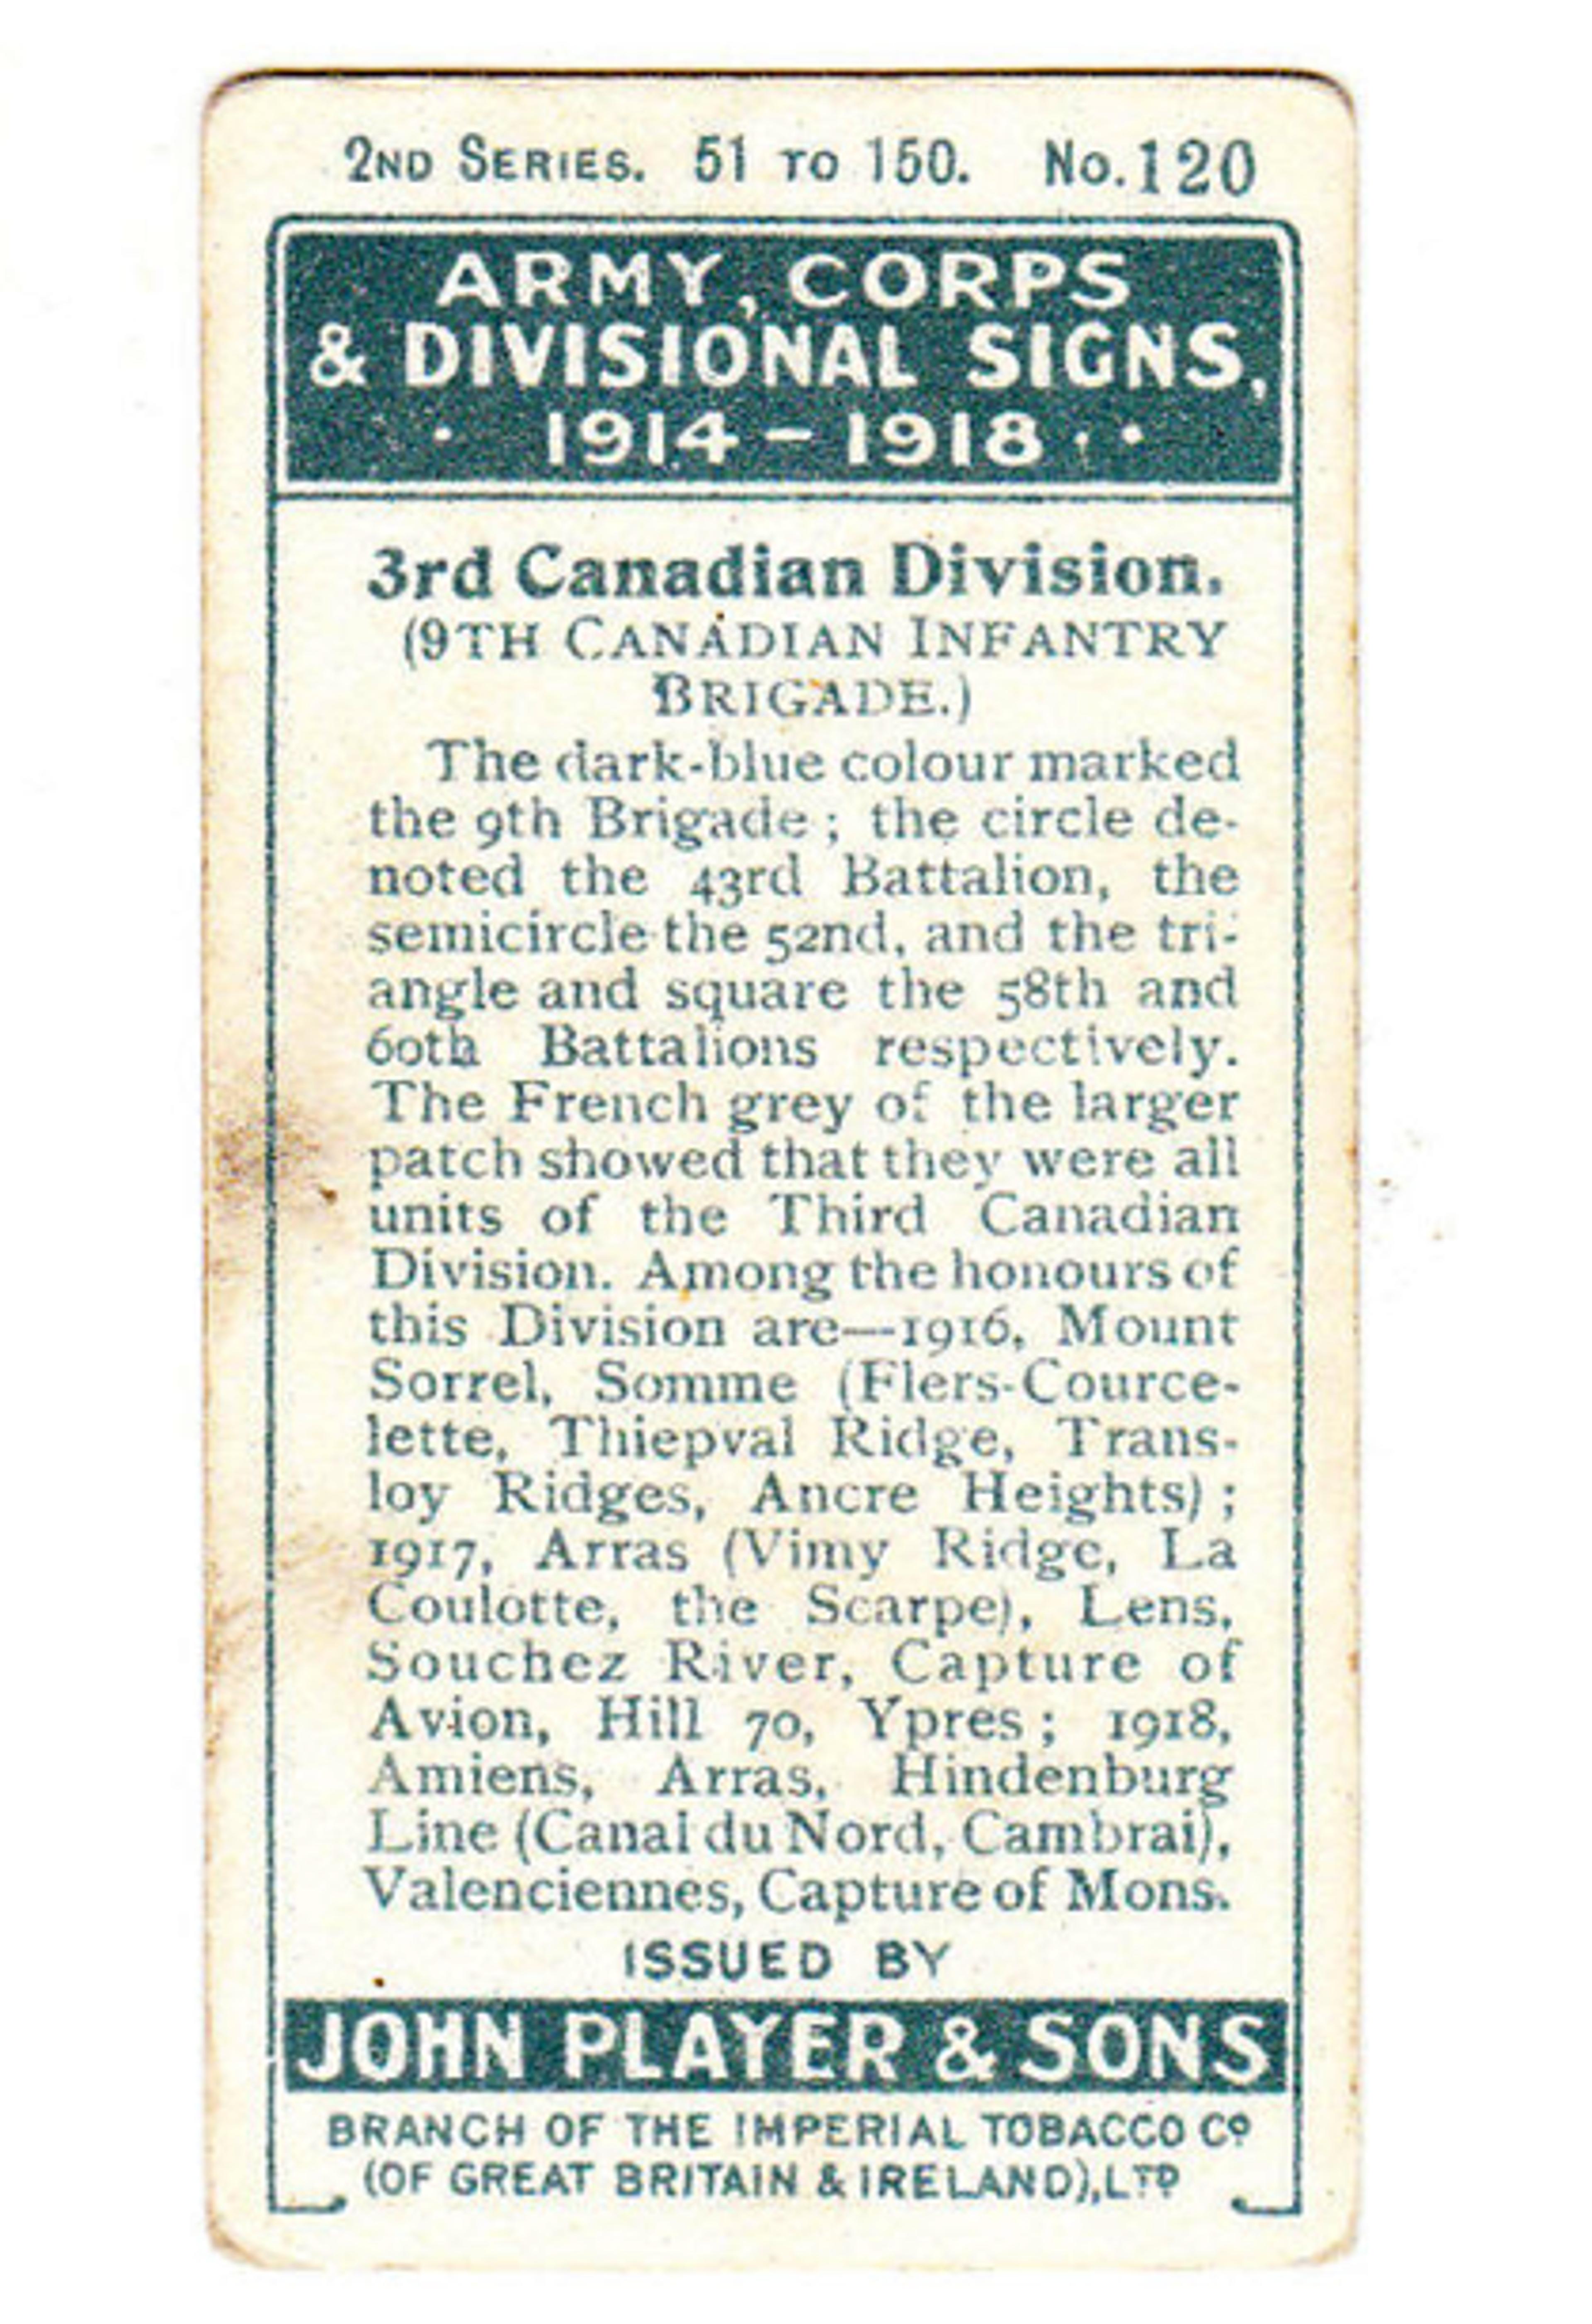 2ND SERIES. 51 TO 150. No. 120
ARMY, CORPS
& DIVISIONAL SIGNS,
· 1914 – 1918 · ·
3rd Canadian Division.
(9TH CANADIAN INFANTRY
BRIGADE.)
The dark-blue colour marked
the 9th Brigade ; the circle de-
noted the 43rd Battalion, the
semicircle the 52nd, and the tri-
angle and square the 58th and
60th Battalions respectively.
The French grey of the larger
patch showed that they were all
units of the Third Canadian
Division. Among the honours of
this Division are—1916, Mount
Sorrel, Somme (Flers-Ource-
lette, Thiepval Ridge, Trans-
loy Ridges, Ancre Heights) ;
1917, Arras (Vimy Ridge, La
Coulotte, the Scarpe), Lens,
Souchez River, Capture of
Avion, Hill 70, Ypres ; 1918,
Amiens, Arras, Hindenburg
Line (Canal du Nord, Cambrai),
Valenciennes, Capture of Mons.
ISSUED BY
JOHN PLAYER & SONS
BRANCH OF THE IMPERIAL TOBACCO Cº
(OF GREAT BRITAIN & IRELAND), LTD